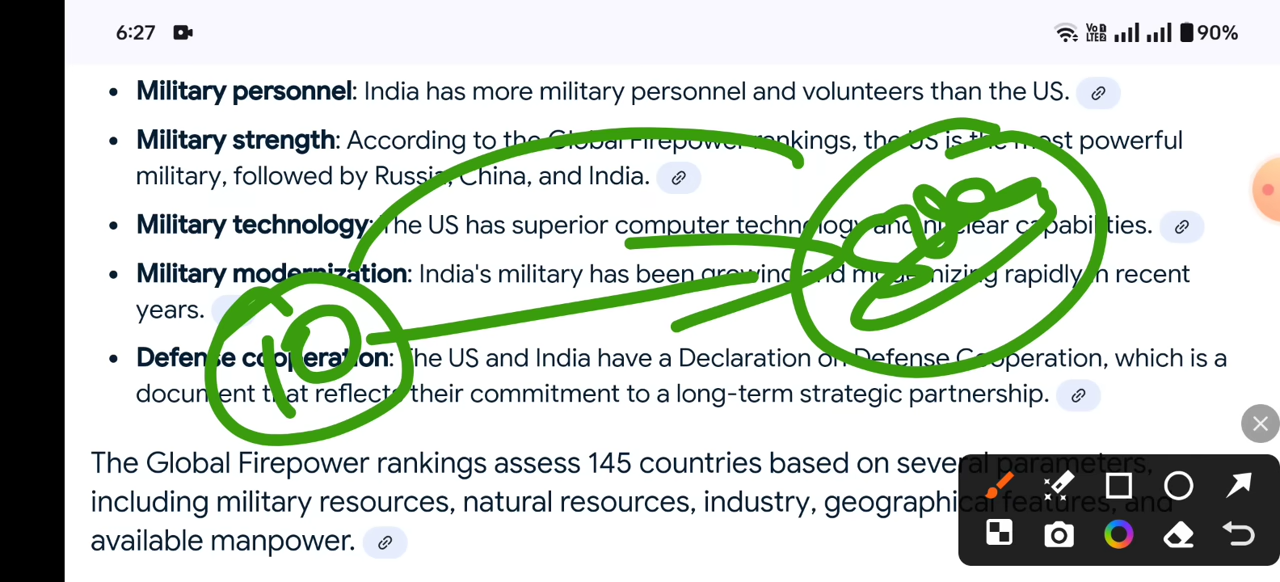 6:27 Vo LTE 90%
• Military personnel: India has more military personnel and volunteers than the US.
• Military strength: According to the Global Firepower rankings, the US is the most powerful
military, followed by Russia, China, and India.
• Military technology: The US has superior computer technology and nuclear capabilities.
• Military modernization: India's military has been growing and modernizing rapidly in recent
years.
10
• Defense cooperation: The US and India have a Declaration on Defense Cooperation, which is a
document that reflects their commitment to a long-term strategic partnership.
The Global Firepower rankings assess 145 countries based on several parameters,
including military resources, natural resources, industry, geographical features, and
available manpower.